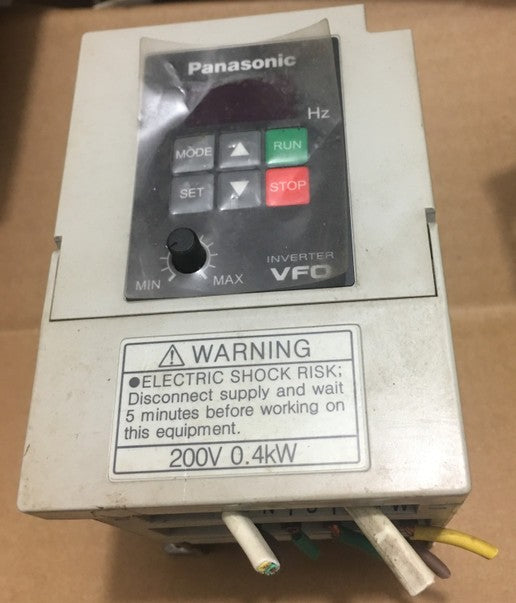 Panasonic
Hz
MODE ▲ RUN
SET ▼ STOP
INVERTER
VFO
MIN MAX
⚠ WARNING
●ELECTRIC SHOCK RISK;
Disconnect supply and wait
5 minutes before working on
this equipment.
200V 0.4kW